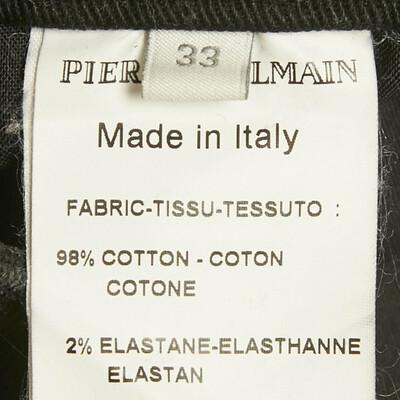 33
PIER LMAIN
Made in Italy
FABRIC-TISSU-TESSUTO :
98% COTTON - COTON
COTONE
2% ELASTANE-ELASTHANNE
ELASTAN